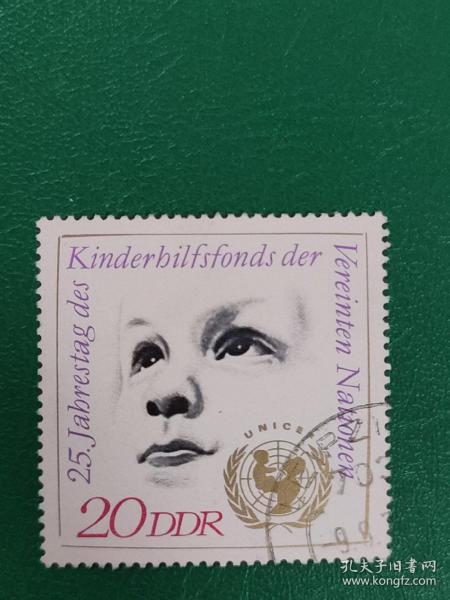 25. Jahrestag des
Kinderhilfsfonds der
Vereinten Nationen
UNICEF
20 DDR
孔夫子旧书网
www.kongfz.com